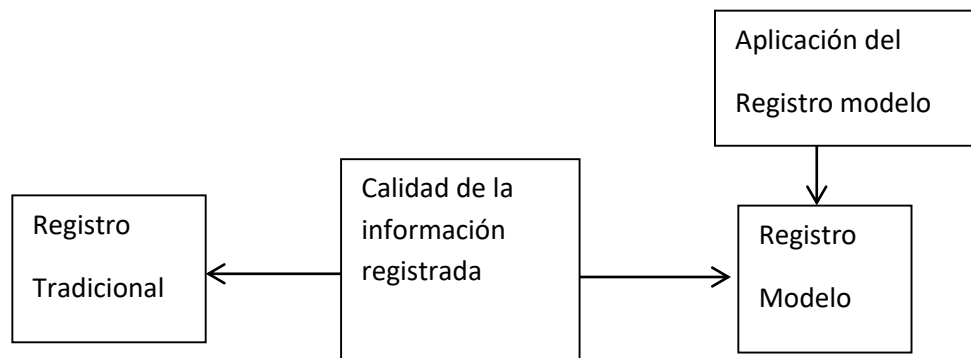 Aplicación del
Registro modelo
Calidad de la
información
registrada
Registro
Tradicional
Registro
Modelo